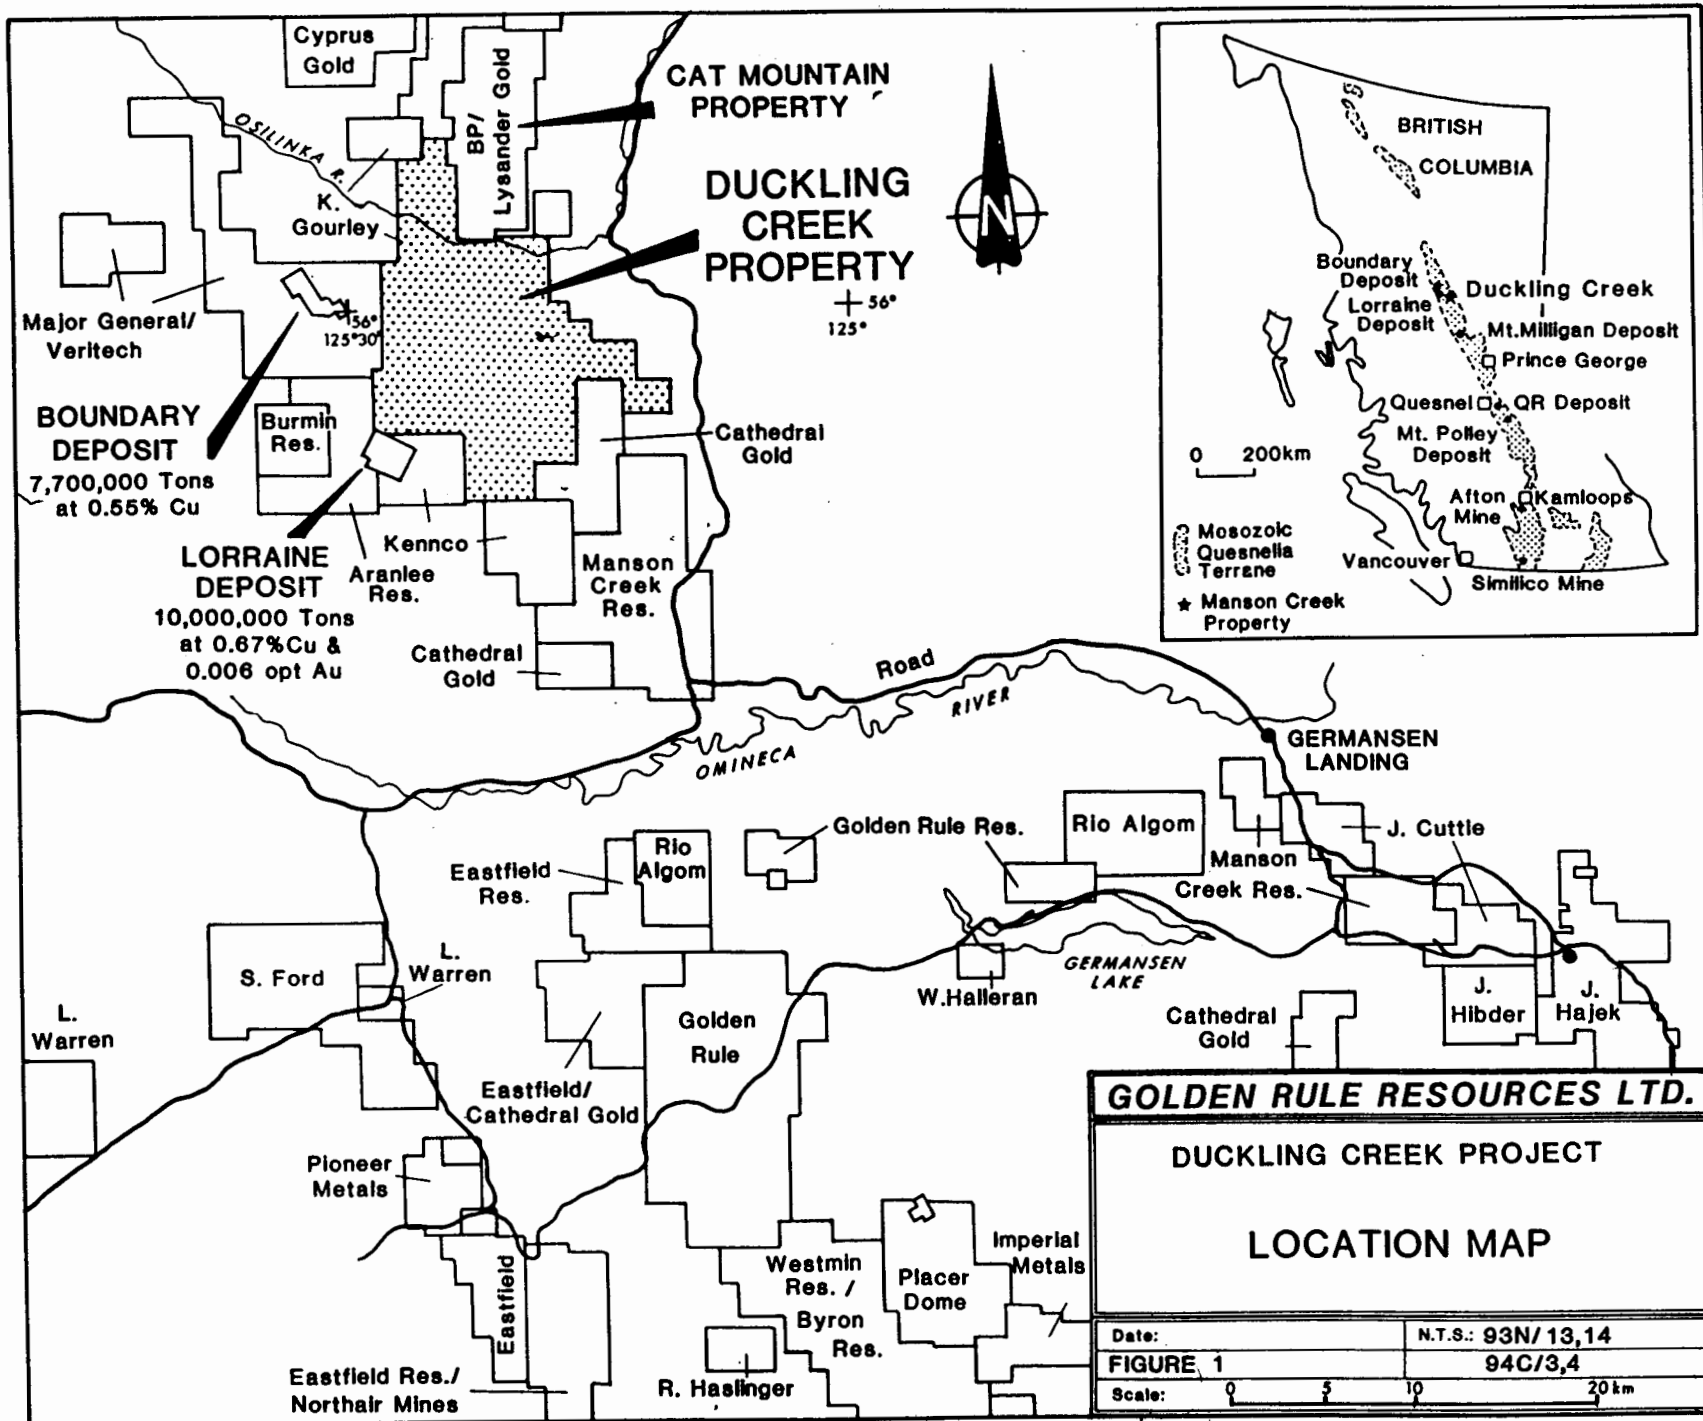 Cyprus
Gold
BP/
Lysander Gold
CAT MOUNTAIN
PROPERTY
OSILINKA R.
K.
Gourley
DUCKLING
CREEK
PROPERTY
56°
125°
N
Major General/
Veritech
56°
125°30'
BOUNDARY
DEPOSIT
7,700,000 Tons
at 0.55% Cu
Burmin
Res.
Cathedral
Gold
LORRAINE
DEPOSIT
10,000,000 Tons
at 0.67%Cu &
0.006 opt Au
Kennco
Aranlee
Res.
Manson
Creek
Res.
Cathedral
Gold
BRITISH
COLUMBIA
Boundary
Deposit
Lorraine
Deposit
Duckling Creek
Mt.Milligan Deposit
Prince George
Quesnel
QR Deposit
Mt. Polley
Deposit
0 200km
Afton
Mine
Kamloops
Vancouver
Similico Mine
Mosozoic
Quesnella
Terrane
★ Manson Creek
Property
Road
RIVER
OMINECA
GERMANSEN
LANDING
Eastfield
Res.
Rio
Algom
Golden Rule Res.
Rio Algom
Manson
Creek Res.
J. Cuttle
S. Ford
L.
Warren
L.
Warren
Golden
Rule
W.Halleran
GERMANSEN
LAKE
Cathedral
Gold
J.
Hibder
J.
Hajek
Eastfield/
Cathedral Gold
Pioneer
Metals
Eastfield
Westmin
Res. /
Byron
Res.
Placer
Dome
Imperial
Metals
Eastfield Res./
Northair Mines
R. Haslinger
GOLDEN RULE RESOURCES LTD.
DUCKLING CREEK PROJECT
LOCATION MAP
Date:
N.T.S.: 93N/13,14
FIGURE 1
94C/3,4
Scale: 0 5 10 20 km